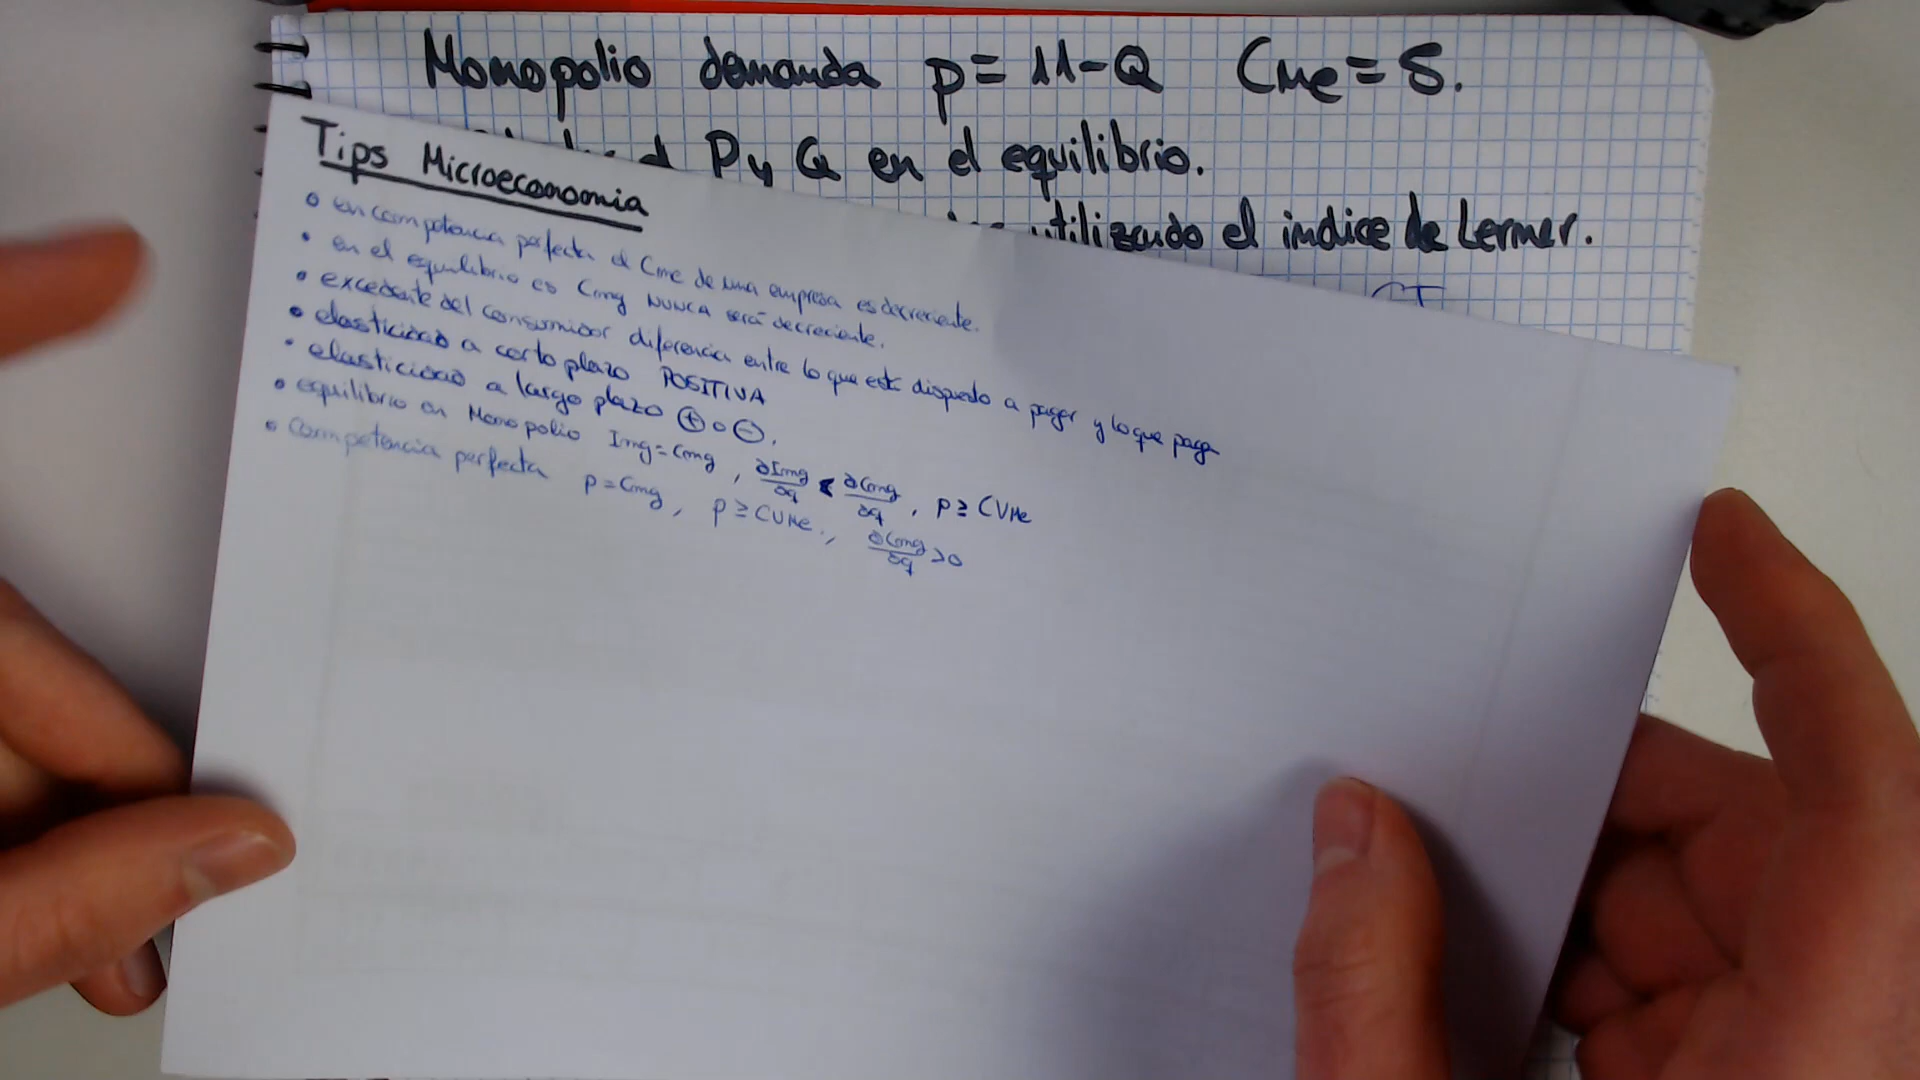 Monopolio demanda p= 11-Q CMe= 5.
P y Q en el equilibrio.
utilizando el indice de Lerner.
CT
Tips Microeconomia
• en competencia perfecta el Cme de una empresa es decreciente.
• en el equilibrio es Cmg NUNCA será decreciente.
• excedente del consumidor diferencia entre lo que está dispuesto a pagar y lo que paga
• elasticidad a corto plazo POSITIVA
• elasticidad a largo plazo ⊕ o ⊖.
• equilibrio en Monopolio Img=Cmg, ∂Img/∂q < ∂Cmg/∂q, p ≥ CVMe
• Competencia perfecta p=Cmg, p ≥ CVMe., ∂Cmg/∂q >0